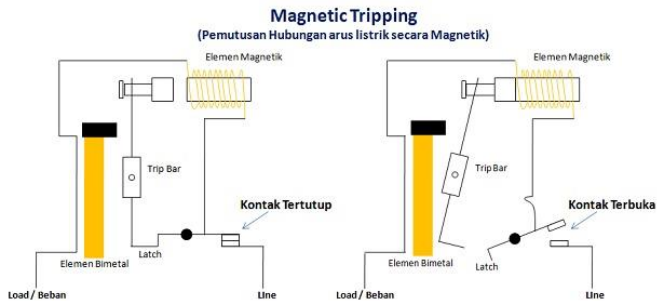 Magnetic Tripping
(Pemutusan Hubungan arus listrik secara Magnetik)
Elemen Magnetik
Trip Bar
Kontak Tertutup
Latch
Elemen Bimetal
Load / Beban
LIne
Elemen Magnetik
Trip Bar
Kontak Terbuka
Elemen Bimetal
Latch
Load / Beban
LIne